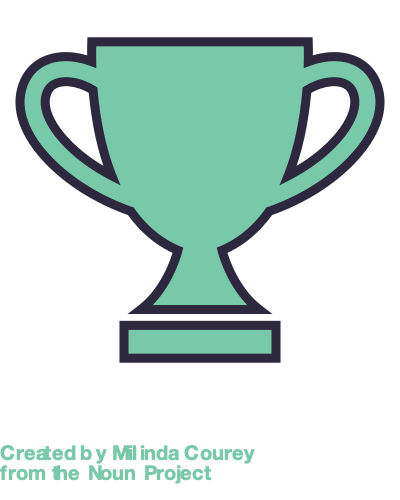 Created by Milinda Courey
from the Noun Project